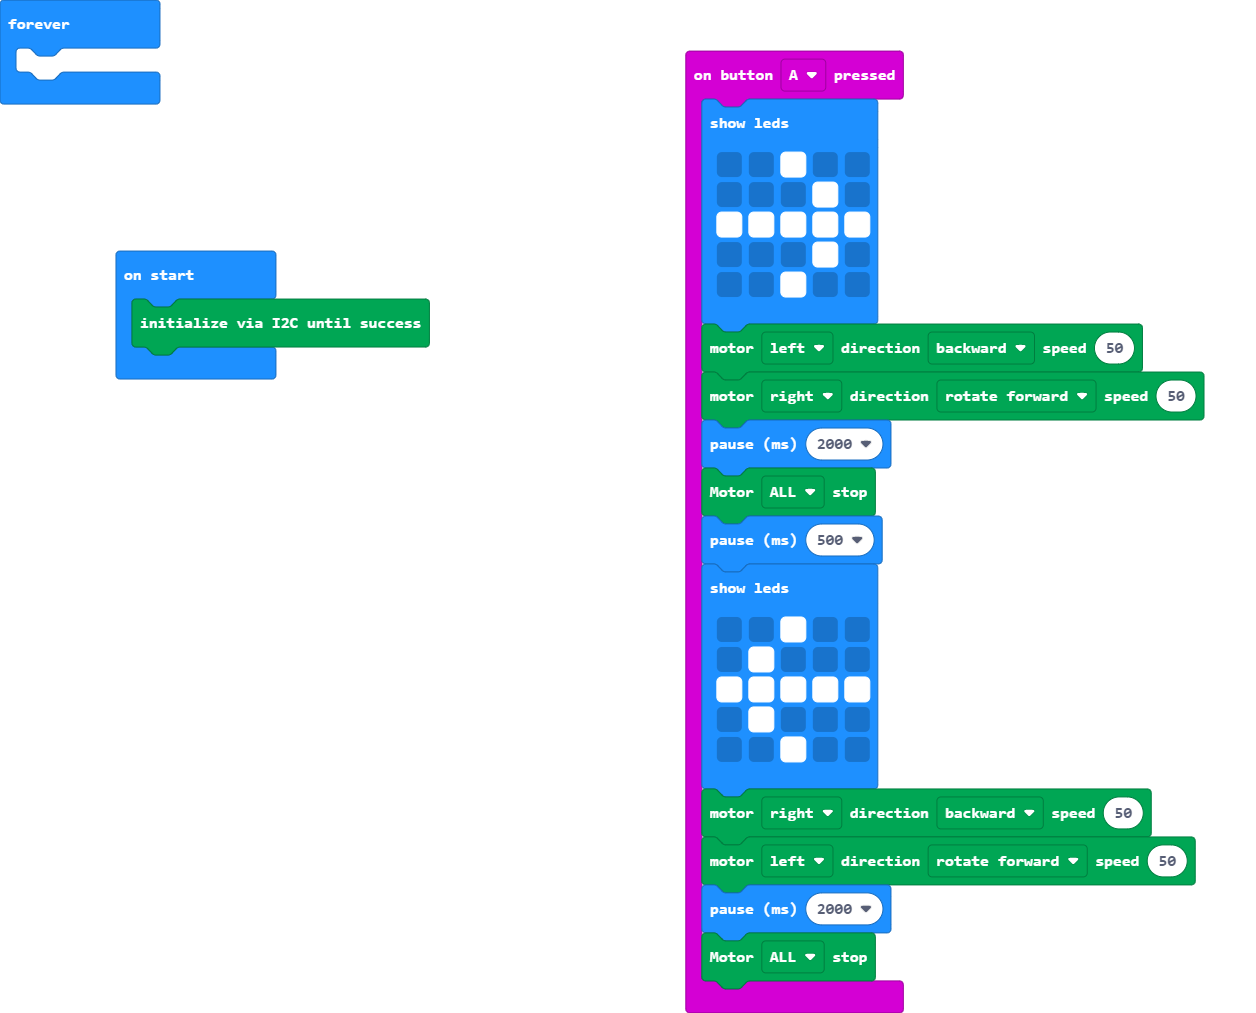 forever
on start
initialize via I2C until success
on button A pressed
show leds
motor left direction backward speed 50
motor right direction rotate forward speed 50
pause (ms) 2000
Motor ALL stop
pause (ms) 500
show leds
motor right direction backward speed 50
motor left direction rotate forward speed 50
pause (ms) 2000
Motor ALL stop